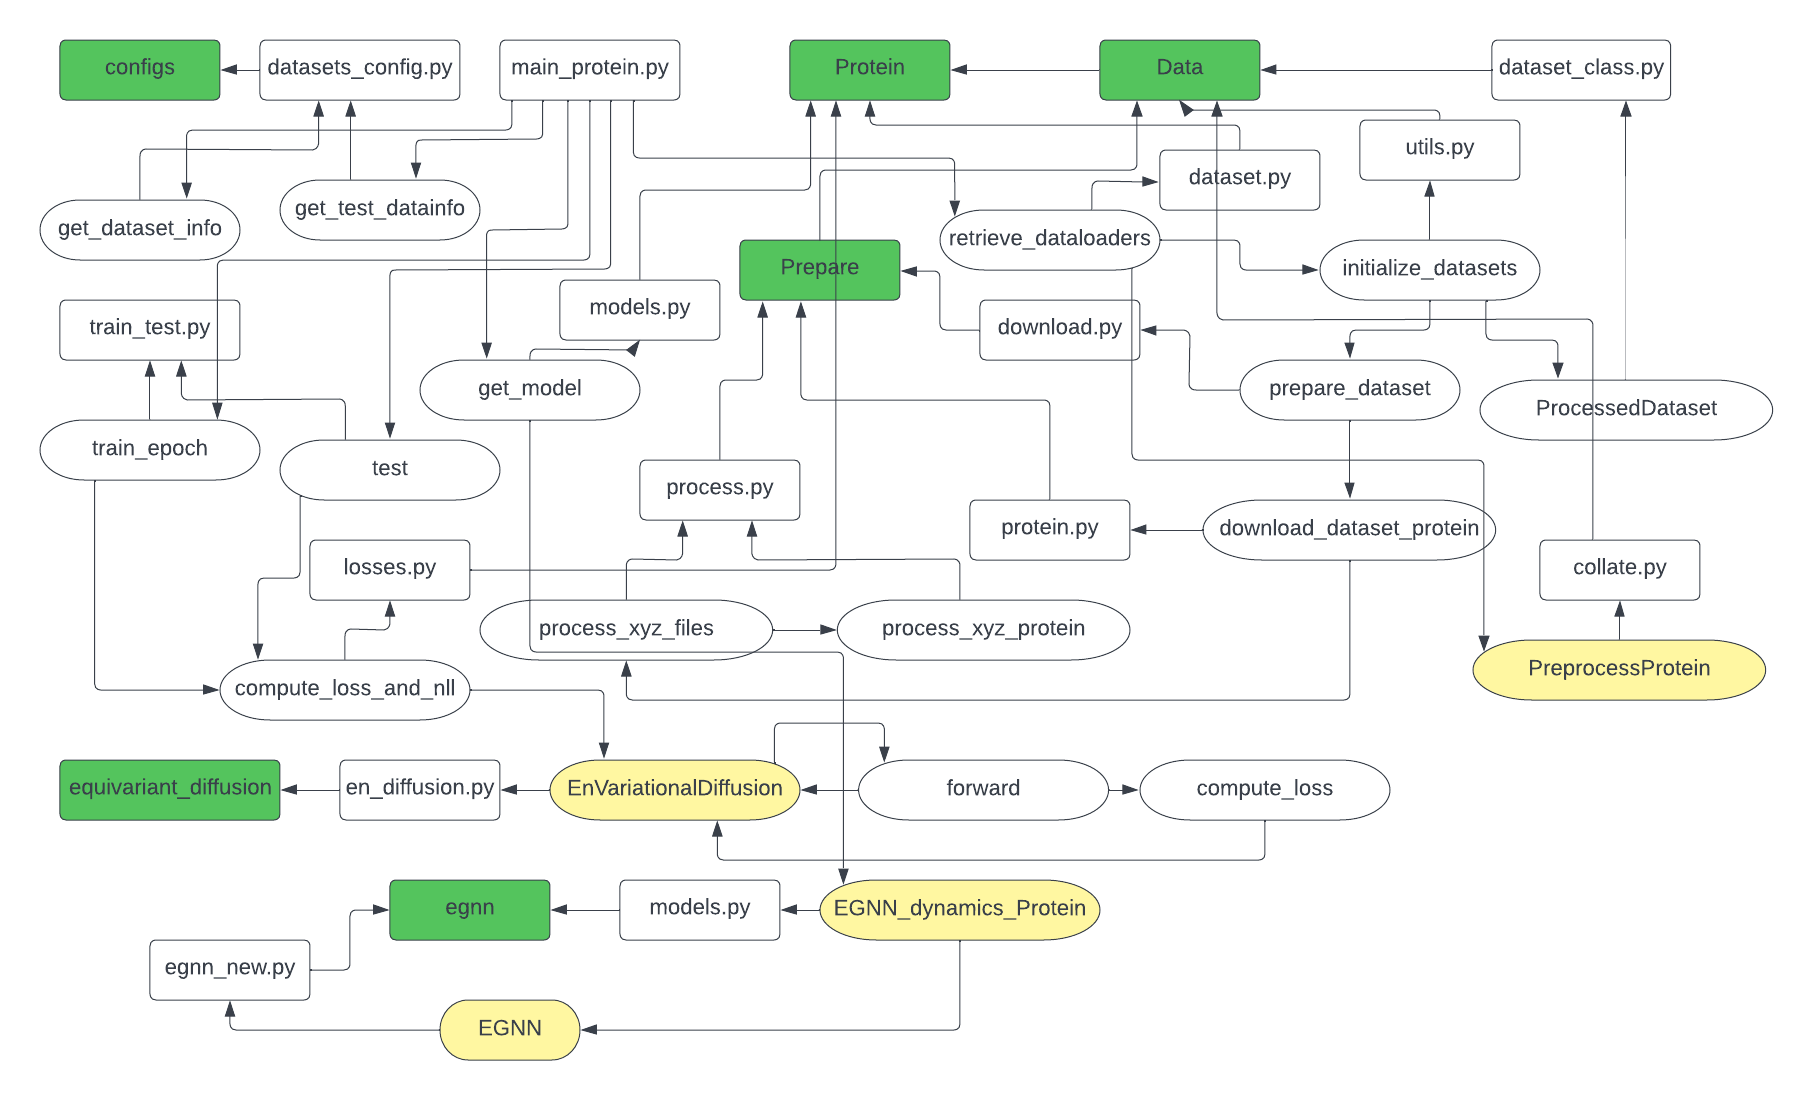 configs
datasets_config.py
main_protein.py
Protein
Data
dataset_class.py
utils.py
dataset.py
get_dataset_info
get_test_datainfo
retrieve_dataloaders
Prepare
initialize_datasets
train_test.py
models.py
download.py
get_model
prepare_dataset
ProcessedDataset
train_epoch
test
process.py
protein.py
download_dataset_protein
losses.py
collate.py
process_xyz_files
process_xyz_protein
compute_loss_and_nll
PreprocessProtein
equivariant_diffusion
en_diffusion.py
EnVariationalDiffusion
forward
compute_loss
egnn
models.py
EGNN_dynamics_Protein
egnn_new.py
EGNN